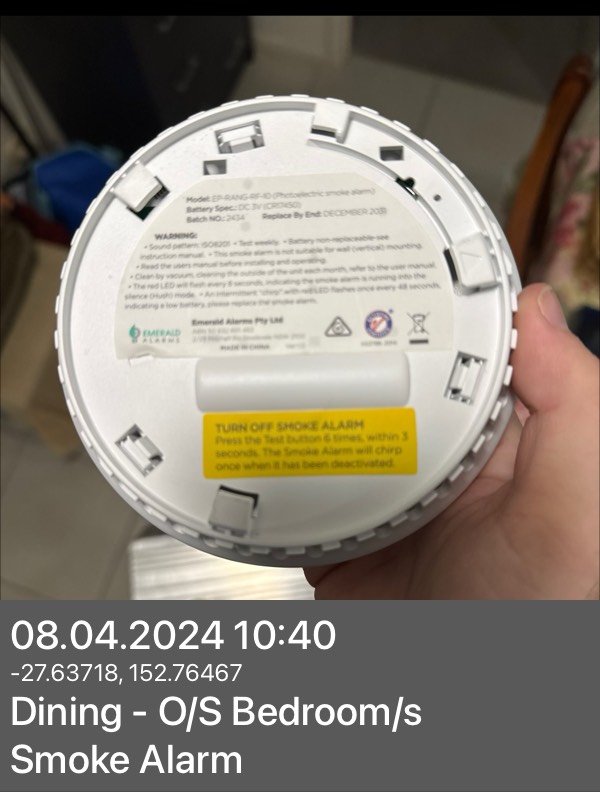 Model: EP-RANG-RF-10 (Photoelectric smoke alarm)
Battery Spec.: DC 3V (CR17450)
Batch NO.: 2434 Replace By End: DECEMBER
WARNING:
• Sound pattern: ISO8201 • Test weekly. • Battery non-replaceable-see
instruction manual. • This smoke alarm is not suitable for wall (vertical) mounting.
• Read the users manual before installing and operating.
• Clean by vacuum, cleaning the outside of the unit each month, refer to the user manual.
• The red LED will flash every 8 seconds, indicating the smoke alarm is running into the
silence (Hush) mode. • An intermittent "chirp" with red LED flashes once every 48 seconds,
indicating a low battery, please replace the smoke alarm.
EMERALD
ALARMS
Emerald Alarms Pty Ltd
MADE IN CHINA
TURN OFF SMOKE ALARM
Press the Test button 6 times, within 3
seconds. The Smoke Alarm will chirp
once when it has been deactivated.
08.04.2024 10:40
-27.63718, 152.76467
Dining - O/S Bedroom/s
Smoke Alarm